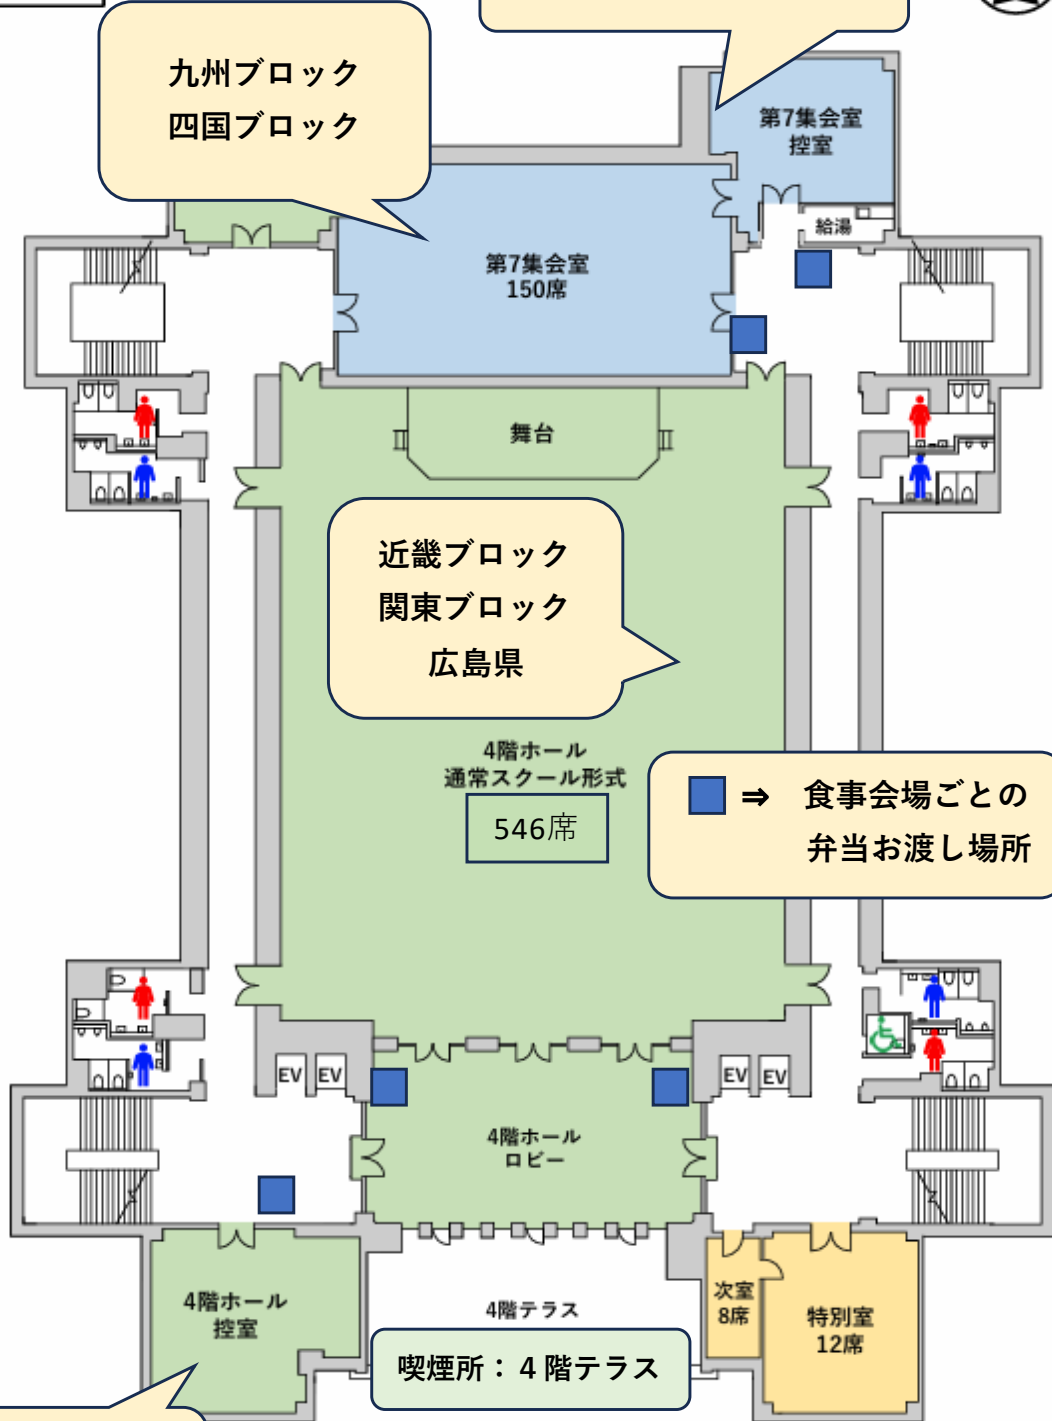 九州ブロック
四国ブロック
第7集会室
控室
給湯
第7集会室
150席
舞台
近畿ブロック
関東ブロック
広島県
4階ホール
通常スクール形式
546席
⇒ 食事会場ごとの
弁当お渡し場所
EV
EV
EV
EV
4階ホール
ロビー
4階ホール
控室
4階テラス
次室
8席
特別室
12席
喫煙所：４階テラス